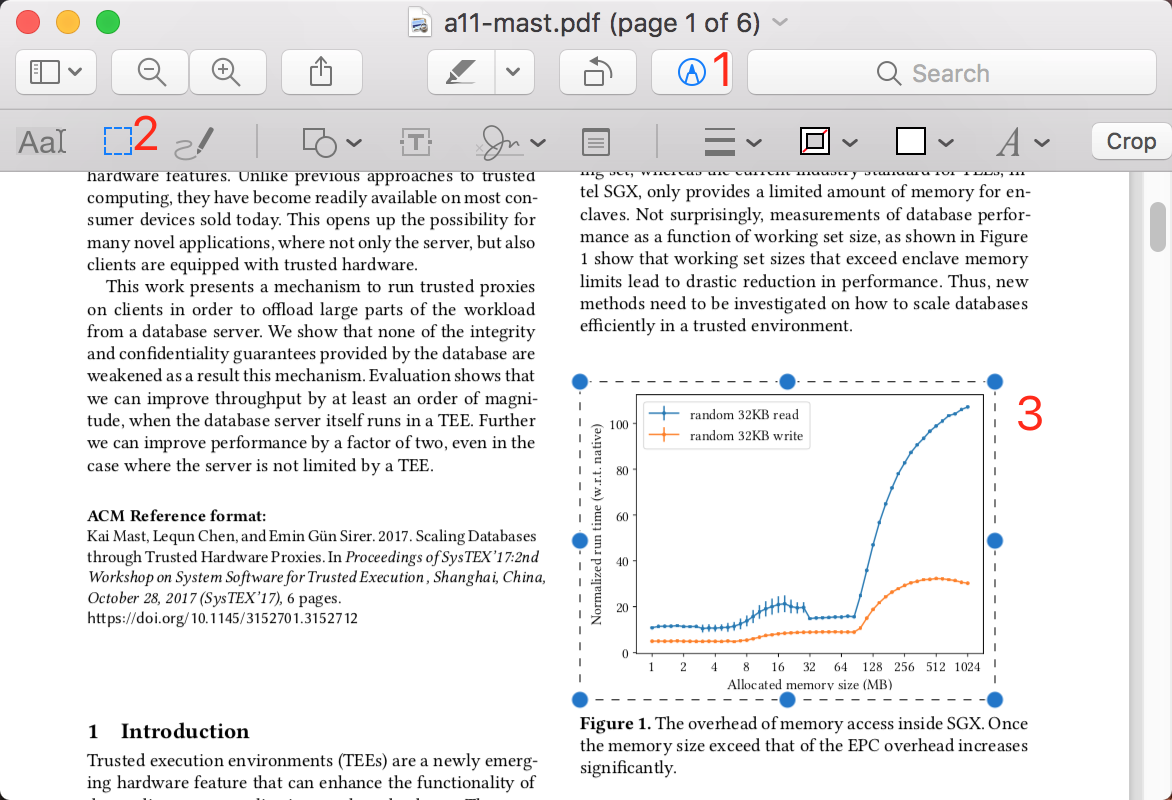 a11-mast.pdf (page 1 of 6)
1
Search
AaI
2
T
A
Crop
hardware features. Unlike previous approaches to trusted
computing, they have become readily available on most con-
sumer devices sold today. This opens up the possibility for
many novel applications, where not only the server, but also
clients are equipped with trusted hardware.
This work presents a mechanism to run trusted proxies
on clients in order to offload large parts of the workload
from a database server. We show that none of the integrity
and confidentiality guarantees provided by the database are
weakened as a result this mechanism. Evaluation shows that
we can improve throughput by at least an order of magni-
tude, when the database server itself runs in a TEE. Further
we can improve performance by a factor of two, even in the
case where the server is not limited by a TEE.
ACM Reference format:
Kai Mast, Lequn Chen, and Emin Gün Sirer. 2017. Scaling Databases
through Trusted Hardware Proxies. In Proceedings of SysTEX'17:2nd
Workshop on System Software for Trusted Execution , Shanghai, China,
October 28, 2017 (SysTEX'17), 6 pages.
https://doi.org/10.1145/3152701.3152712
1 Introduction
Trusted execution environments (TEEs) are a newly emerg-
ing hardware feature that can enhance the functionality of
ing set, whereas the current industry standard for TEEs, In-
tel SGX, only provides a limited amount of memory for en-
claves. Not surprisingly, measurements of database perfor-
mance as a function of working set size, as shown in Figure
1 show that working set sizes that exceed enclave memory
limits lead to drastic reduction in performance. Thus, new
methods need to be investigated on how to scale databases
efficiently in a trusted environment.
3
random 32KB read
random 32KB write
Normalized run time (w.r.t. native)
100
80
60
40
20
0
1 2 4 8 16 32 64 128 256 512 1024
Allocated memory size (MB)
Figure 1. The overhead of memory access inside SGX. Once
the memory size exceed that of the EPC overhead increases
significantly.